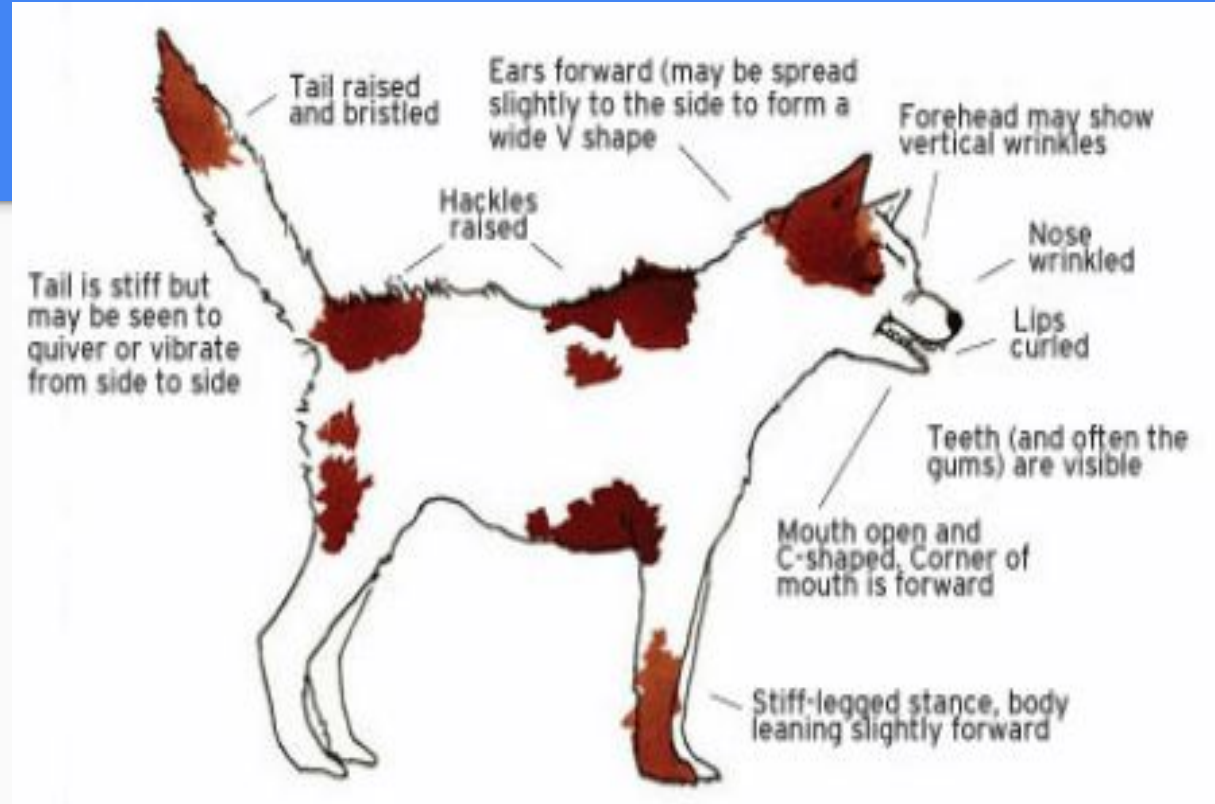 Tail raised
and bristled
Ears forward (may be spread
slightly to the side to form a
wide V shape
Forehead may show
vertical wrinkles
Hackles
raised
Nose
wrinkled
Tail is stiff but
may be seen to
quiver or vibrate
from side to side
Lips
curled
Teeth (and often the
gums) are visible
Mouth open and
C-shaped. Corner of
mouth is forward
Stiff-legged stance, body
leaning slightly forward